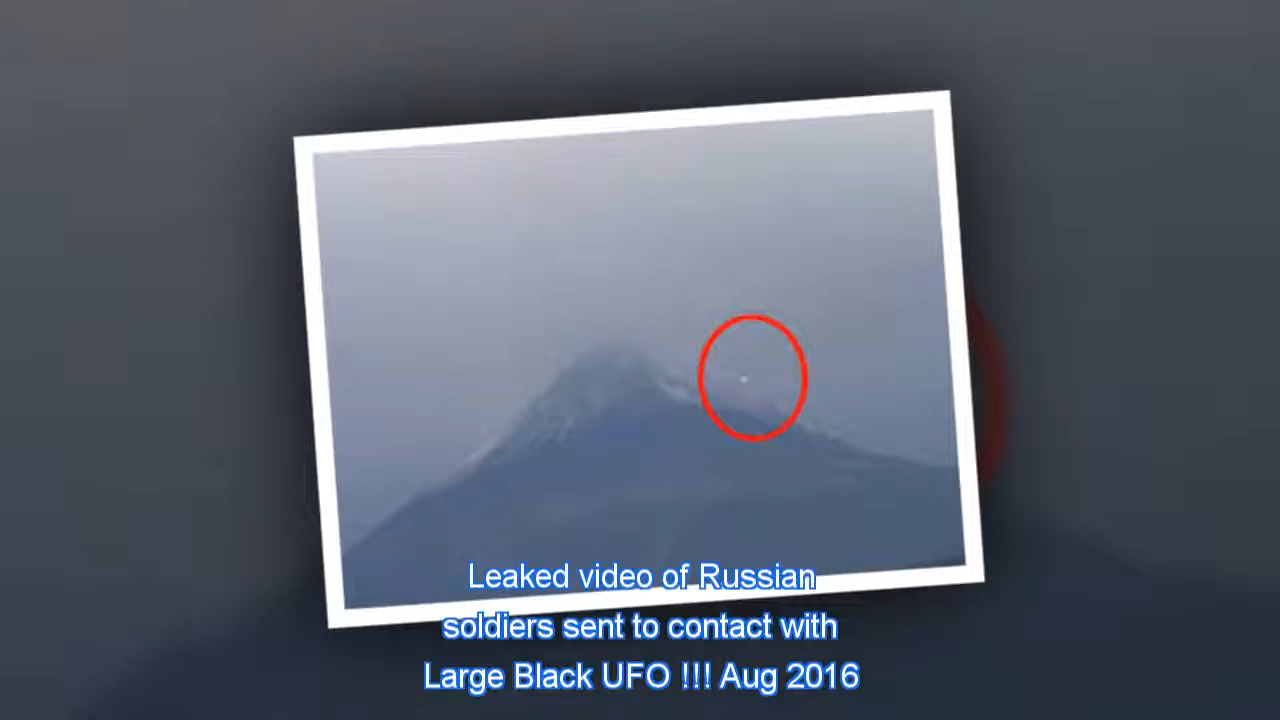 Leaked video of Russian
soldiers sent to contact with
Large Black UFO !!! Aug 2016